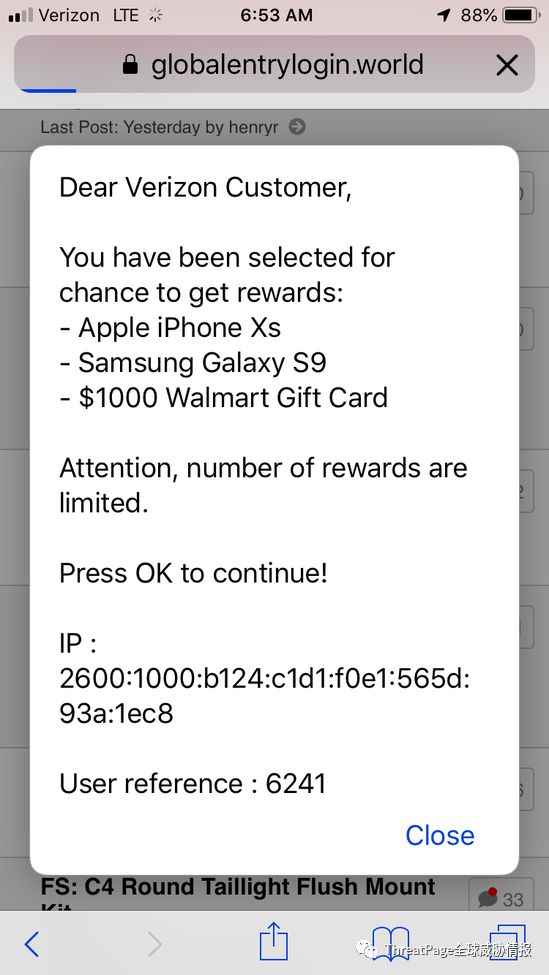 Verizon LTE 6:53 AM 88%
globalentrylogin.world
Last Post: Yesterday by henryr
Dear Verizon Customer,
You have been selected for
chance to get rewards:
- Apple iPhone Xs
- Samsung Galaxy S9
- $1000 Walmart Gift Card
Attention, number of rewards are
limited.
Press OK to continue!
IP :
2600:1000:b124:c1d1:f0e1:565d:
93a:1ec8
User reference : 6241
Close
FS: C4 Round Taillight Flush Mount
33
ThreatPage全球威胁情报